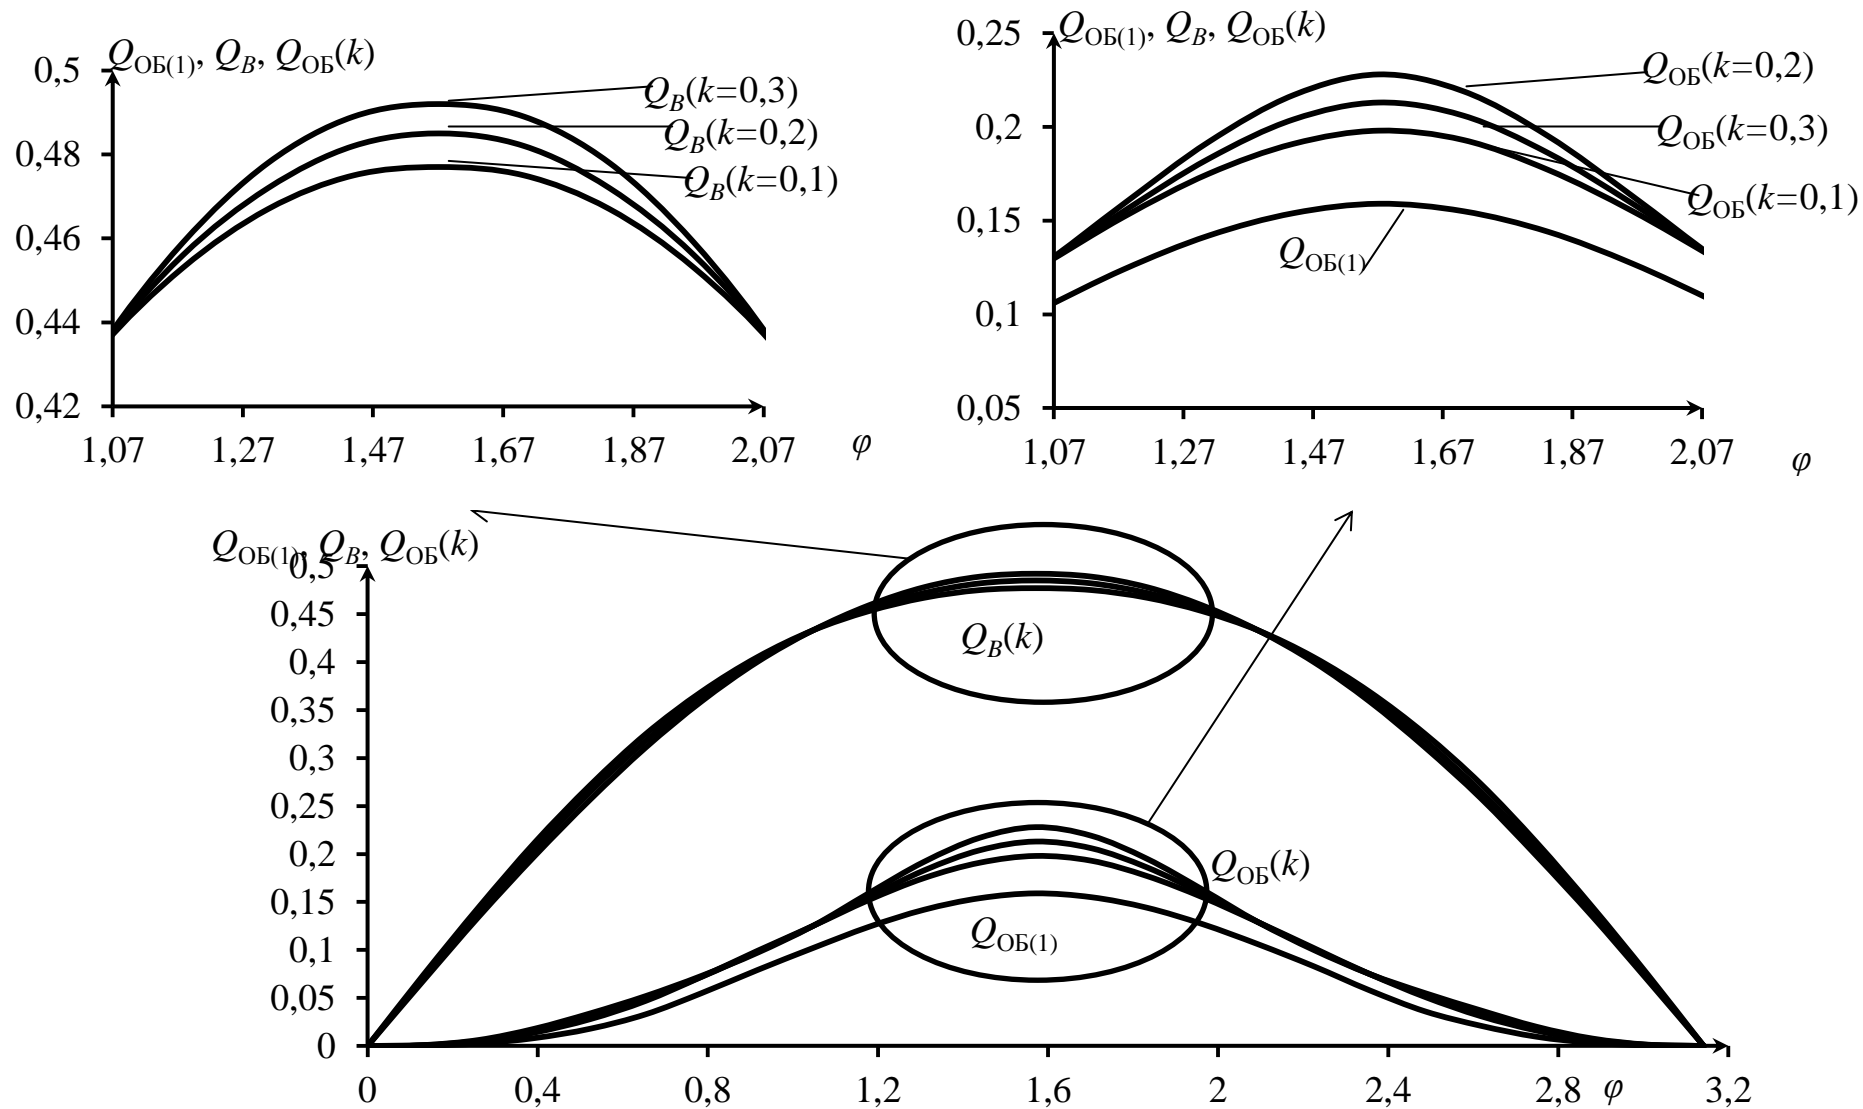 Q_ОБ(1), Q_B, Q_ОБ(k)
0,5
0,48
0,46
0,44
0,42
Q_B(k=0,3)
Q_B(k=0,2)
Q_B(k=0,1)
1,07 1,27 1,47 1,67 1,87 2,07 φ
Q_ОБ(1), Q_B, Q_ОБ(k)
0,25
0,2
0,15
0,1
0,05
Q_ОБ(k=0,2)
Q_ОБ(k=0,3)
Q_ОБ(k=0,1)
Q_ОБ(1)
1,07 1,27 1,47 1,67 1,87 2,07 φ
Q_ОБ(1), Q_B, Q_ОБ(k)
0,5
0,45
0,4
0,35
0,3
0,25
0,2
0,15
0,1
0,05
0
Q_B(k)
Q_ОБ(k)
Q_ОБ(1)
0 0,4 0,8 1,2 1,6 2 2,4 2,8 φ 3,2